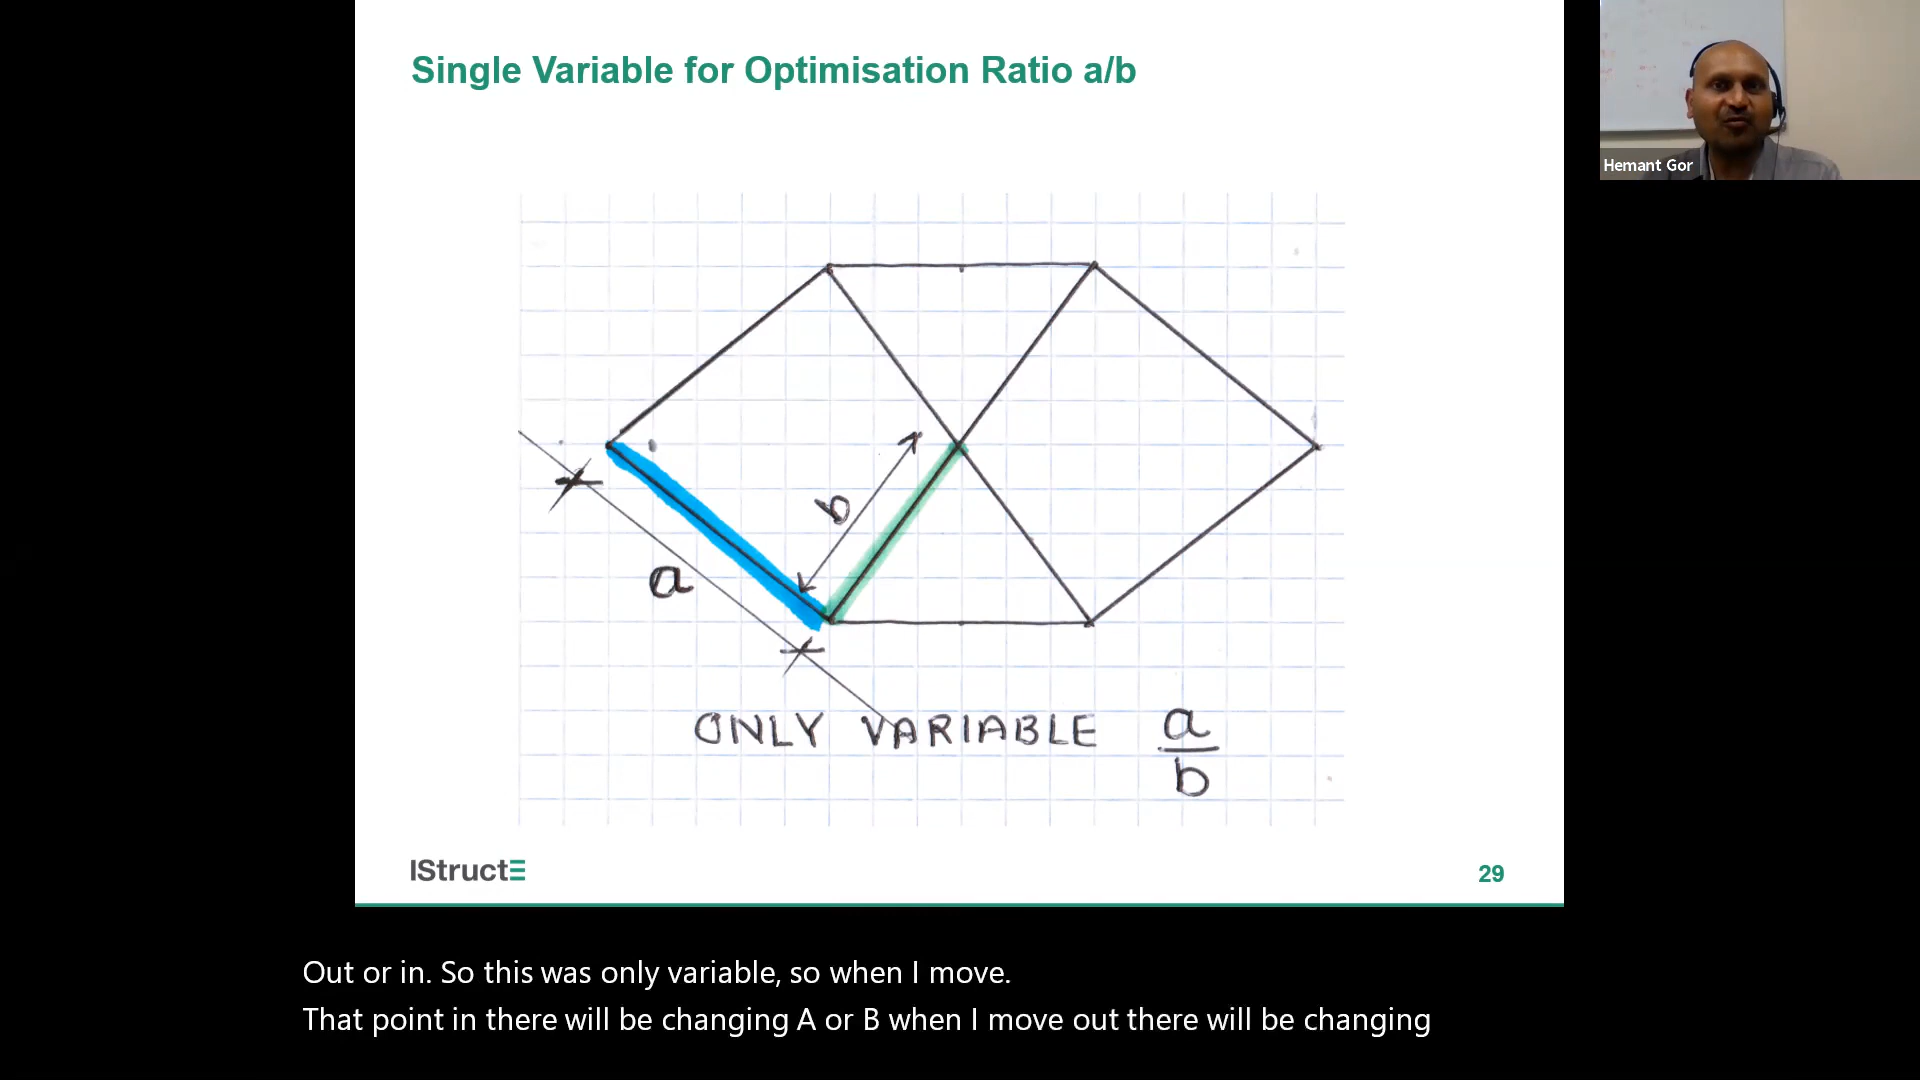 Single Variable for Optimisation Ratio a/b
Hemant Gor
b
a
ONLY VARIABLE a/b
IStructE
29
Out or in. So this was only variable, so when I move.
That point in there will be changing A or B when I move out there will be changing